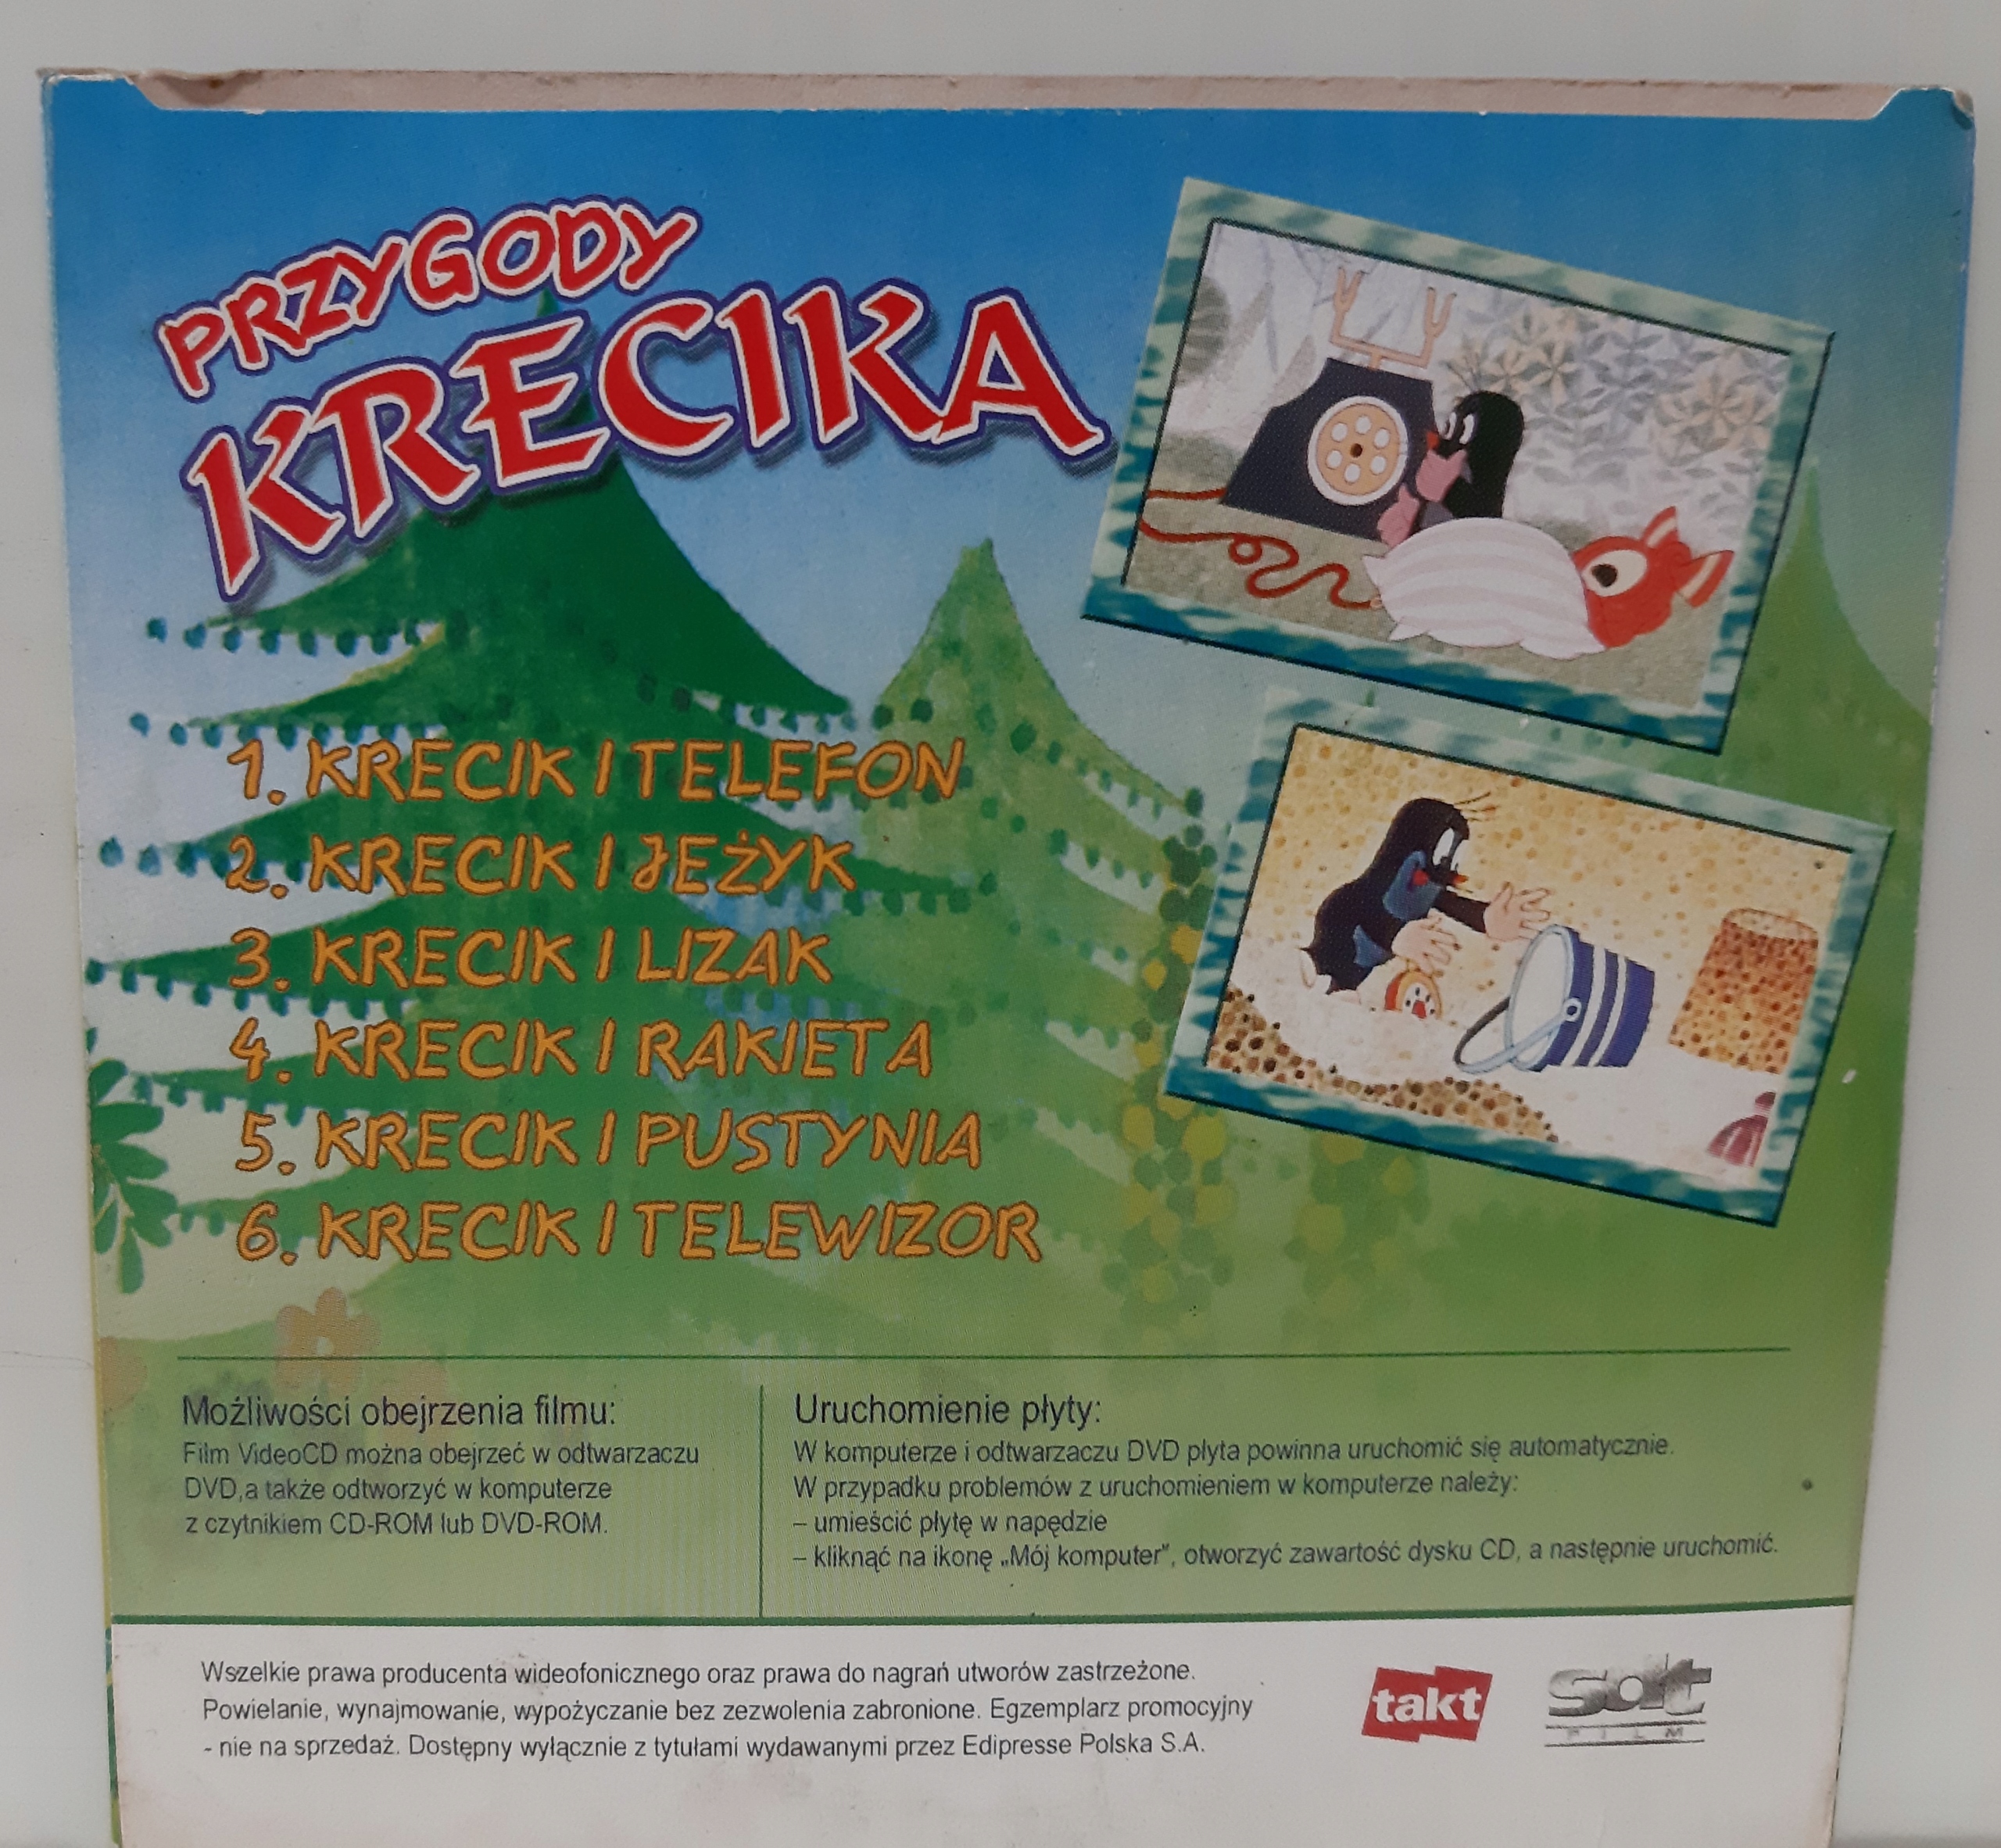 PRZYGODY
KRECIKA
1. KRECIK I TELEFON
2. KRECIK I JEŻYK
3. KRECIK I LIZAK
4. KRECIK I RAKIETA
5. KRECIK I PUSTYNIA
6. KRECIK I TELEWIZOR
Możliwości obejrzenia filmu:
Film VideoCD można obejrzeć w odtwarzaczu
DVD,a także odtworzyć w komputerze
z czytnikiem CD-ROM lub DVD-ROM.
Uruchomienie płyty:
W komputerze i odtwarzaczu DVD płyta powinna uruchomić się automatycznie.
W przypadku problemów z uruchomieniem w komputerze należy:
– umieścić płytę w napędzie
– kliknąć na ikonę „Mój komputer", otworzyć zawartość dysku CD, a następnie uruchomić.
Wszelkie prawa producenta wideofonicznego oraz prawa do nagrań utworów zastrzeżone.
Powielanie, wynajmowanie, wypożyczanie bez zezwolenia zabronione. Egzemplarz promocyjny
- nie na sprzedaż. Dostępny wyłącznie z tytułami wydawanymi przez Edipresse Polska S.A.
takt
Sat
FILM